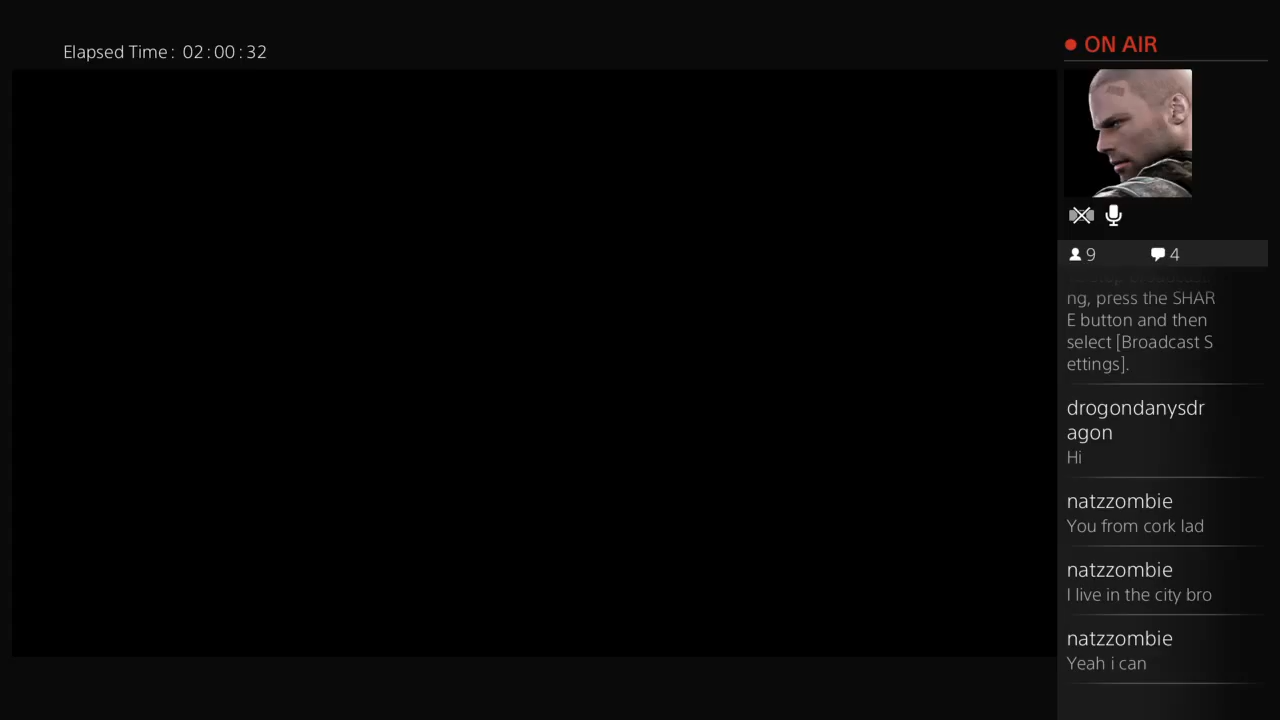 Elapsed Time: 02:00:32
ON AIR
9
4
ng, press the SHAR
E button and then
select [Broadcast S
ettings].
drogondanysdr
agon
Hi
natzzombie
You from cork lad
natzzombie
I live in the city bro
natzzombie
Yeah i can